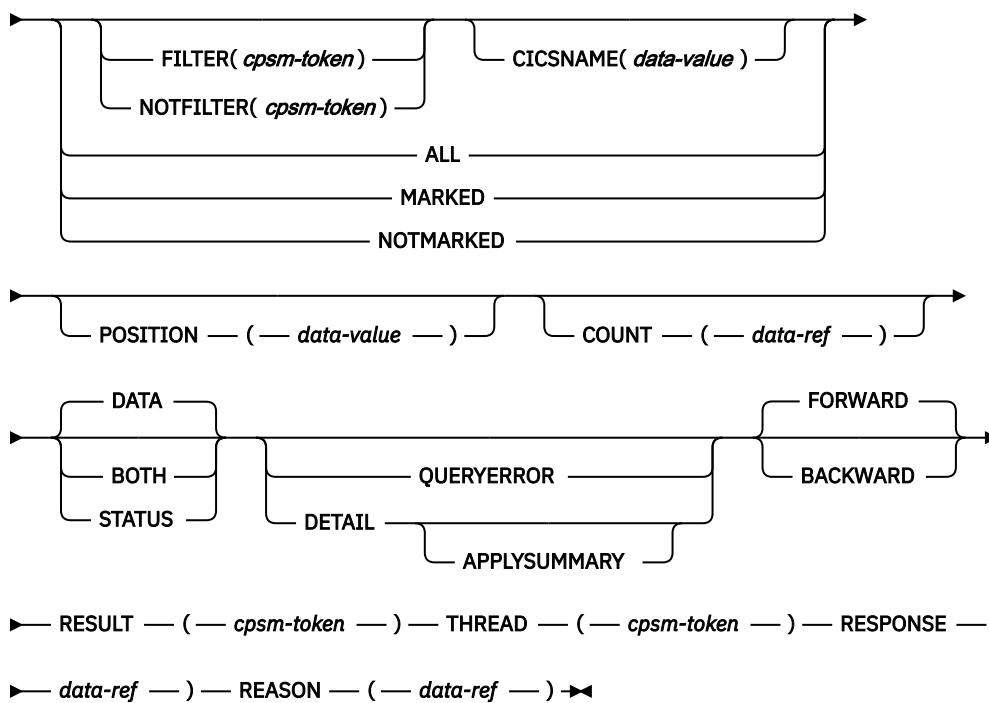 FILTER( cpsm-token ) CICSNAME( data-value )
NOTFILTER( cpsm-token )
ALL
MARKED
NOTMARKED
POSITION ( data-value ) COUNT ( data-ref )
DATA FORWARD
BOTH QUERYERROR BACKWARD
STATUS DETAIL
APPLYSUMMARY
RESULT ( cpsm-token ) THREAD ( cpsm-token ) RESPONSE
data-ref ) REASON ( data-ref )